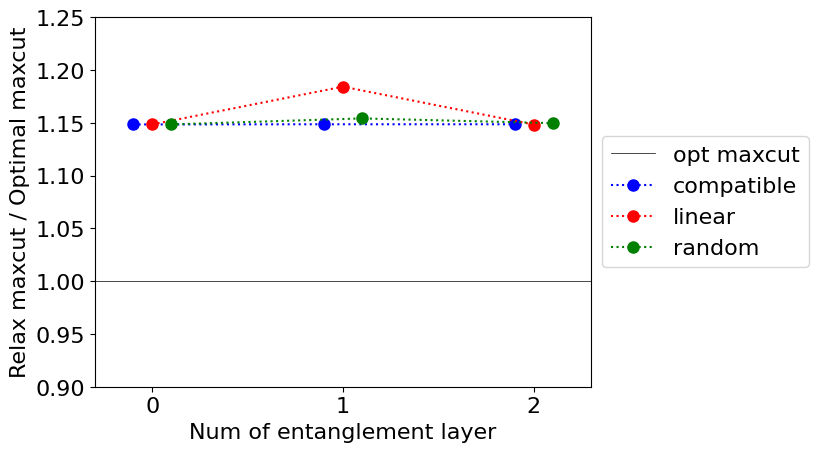 Relax maxcut / Optimal maxcut
1.25
1.20
1.15
1.10
1.05
1.00
0.95
0.90
0
1
2
Num of entanglement layer
opt maxcut
compatible
linear
random